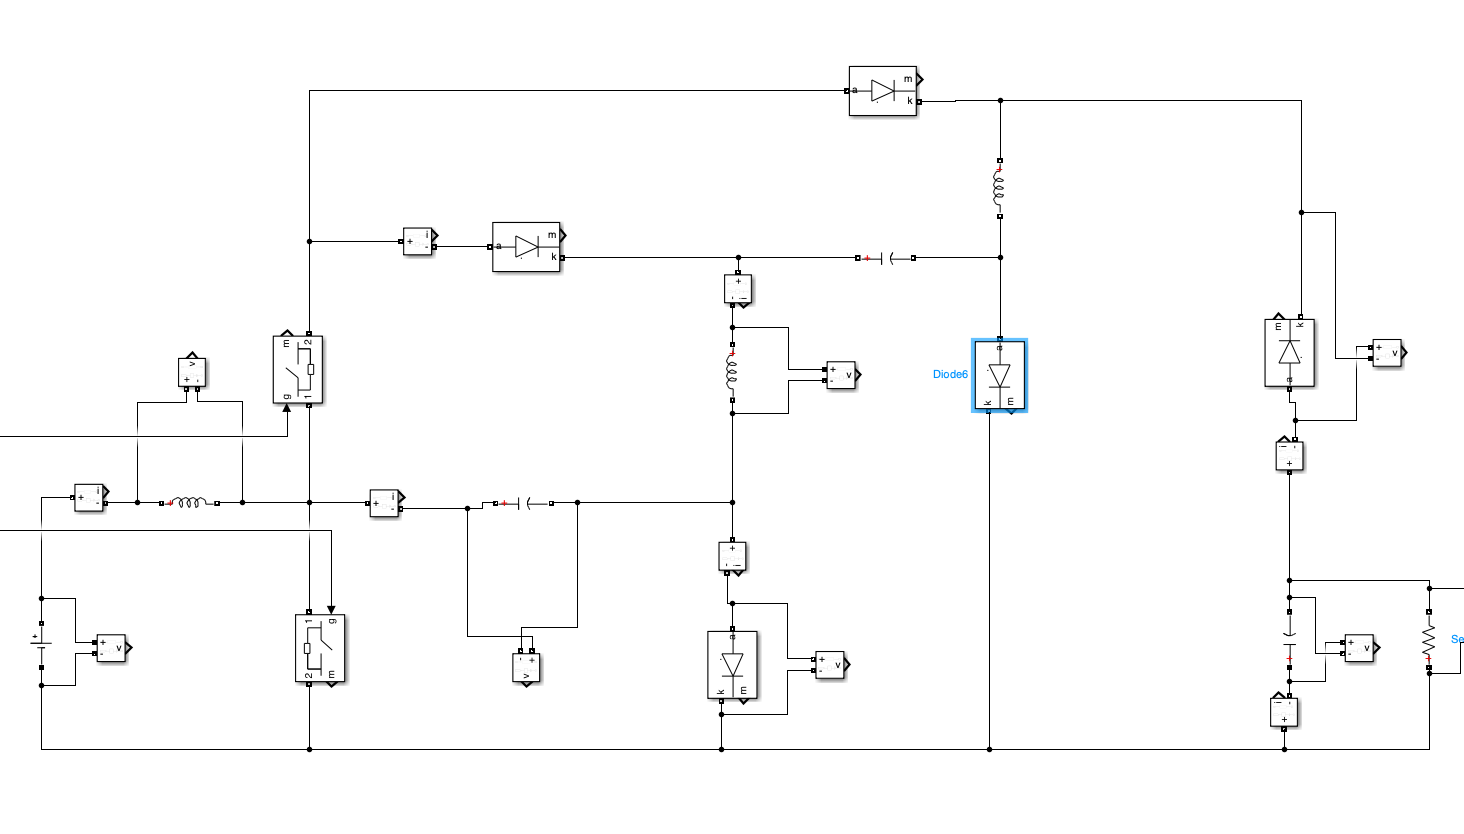 m
a
k
i
+
-
m
a
k
+
-
i
m
2
g
1
v
+
-
+
-
v
a
Diode6
k
m
m
k
a
+
-
v
i
-
+
+
i
-
+
i
-
+
-
i
1
g
2
m
+
-
v
-
+
v
a
k
m
+
-
v
+
-
v
Se
i
-
+